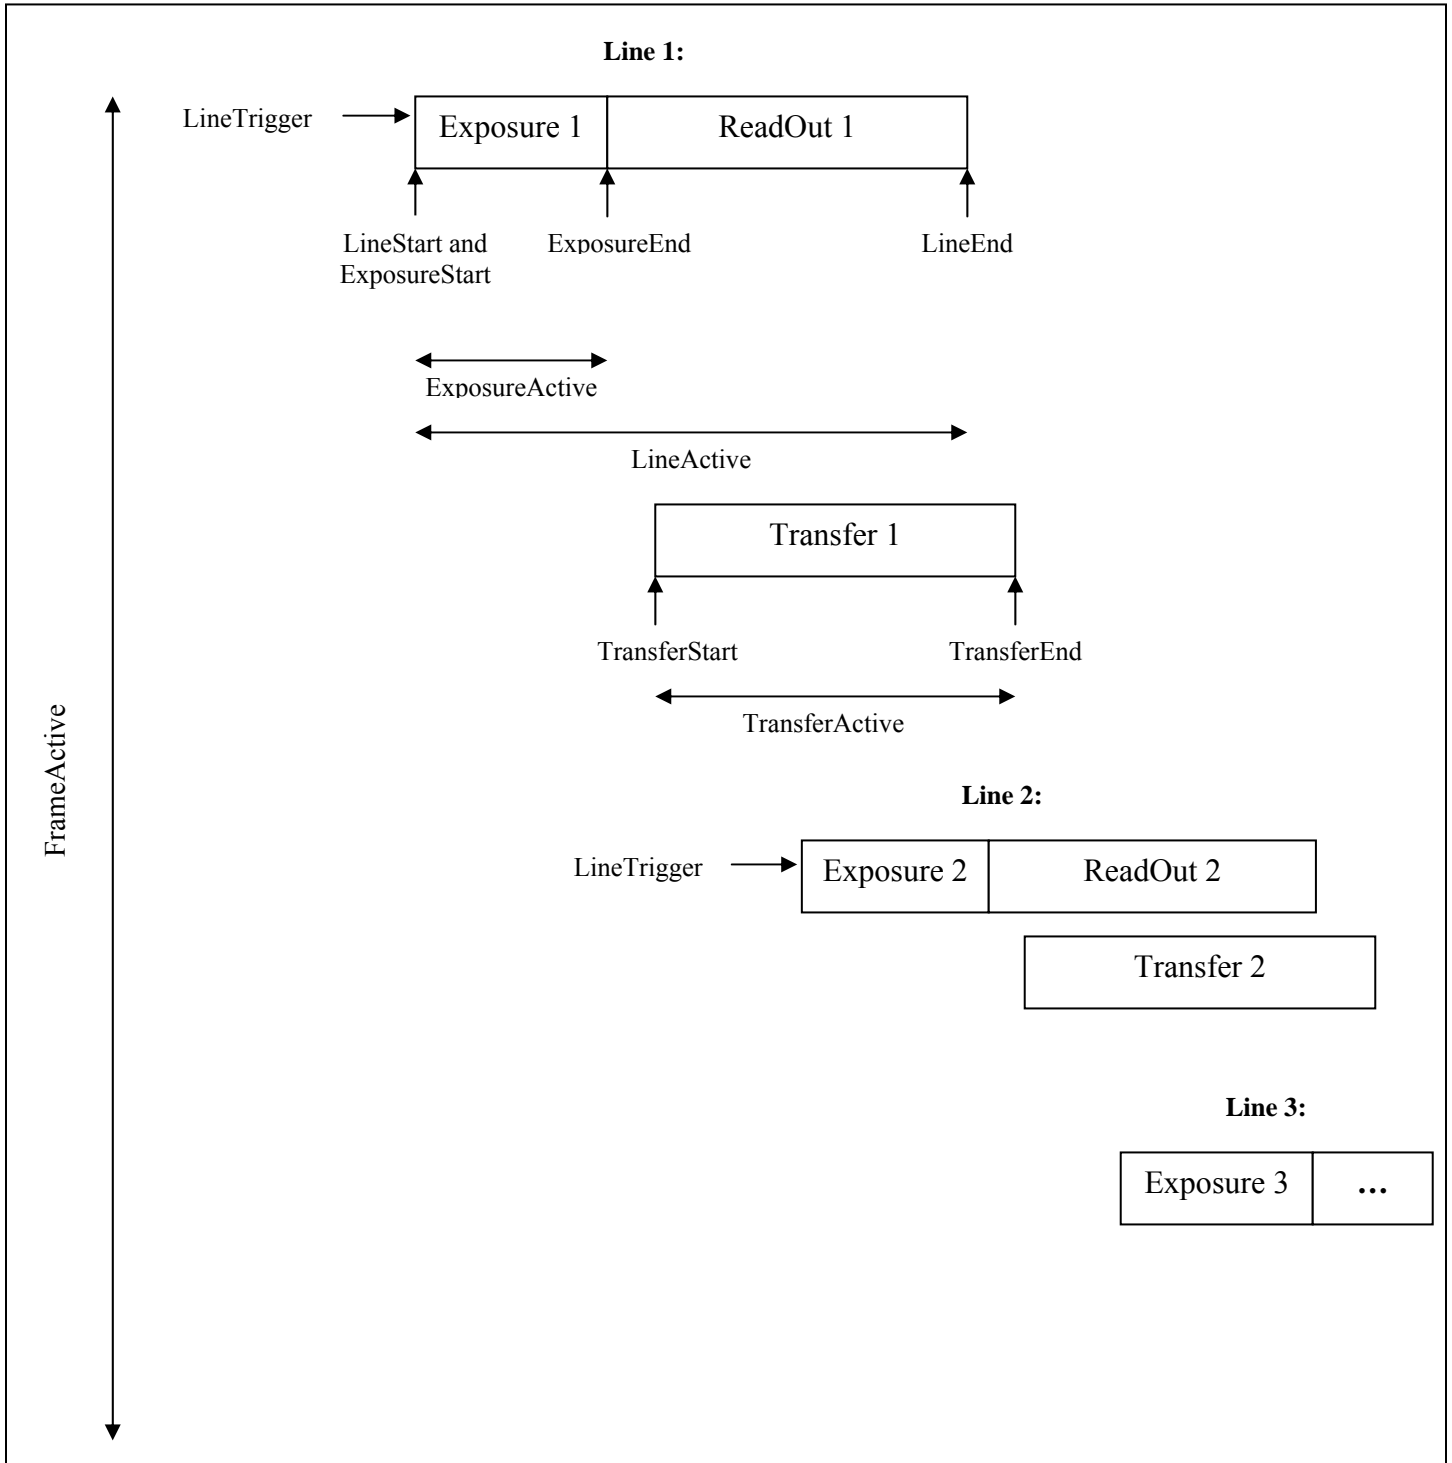 Line 1:
LineTrigger
Exposure 1
ReadOut 1
LineStart and
ExposureStart
ExposureEnd
LineEnd
ExposureActive
LineActive
Transfer 1
TransferStart
TransferEnd
TransferActive
FrameActive
Line 2:
LineTrigger
Exposure 2
ReadOut 2
Transfer 2
Line 3:
Exposure 3
...